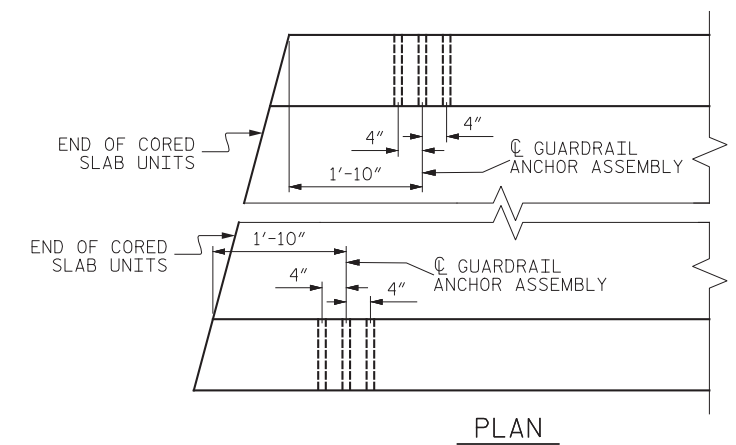 END OF CORED
SLAB UNITS
4"
4"
℄ GUARDRAIL
ANCHOR ASSEMBLY
1'-10"
END OF CORED
SLAB UNITS
1'-10"
℄ GUARDRAIL
ANCHOR ASSEMBLY
4"
4"
PLAN